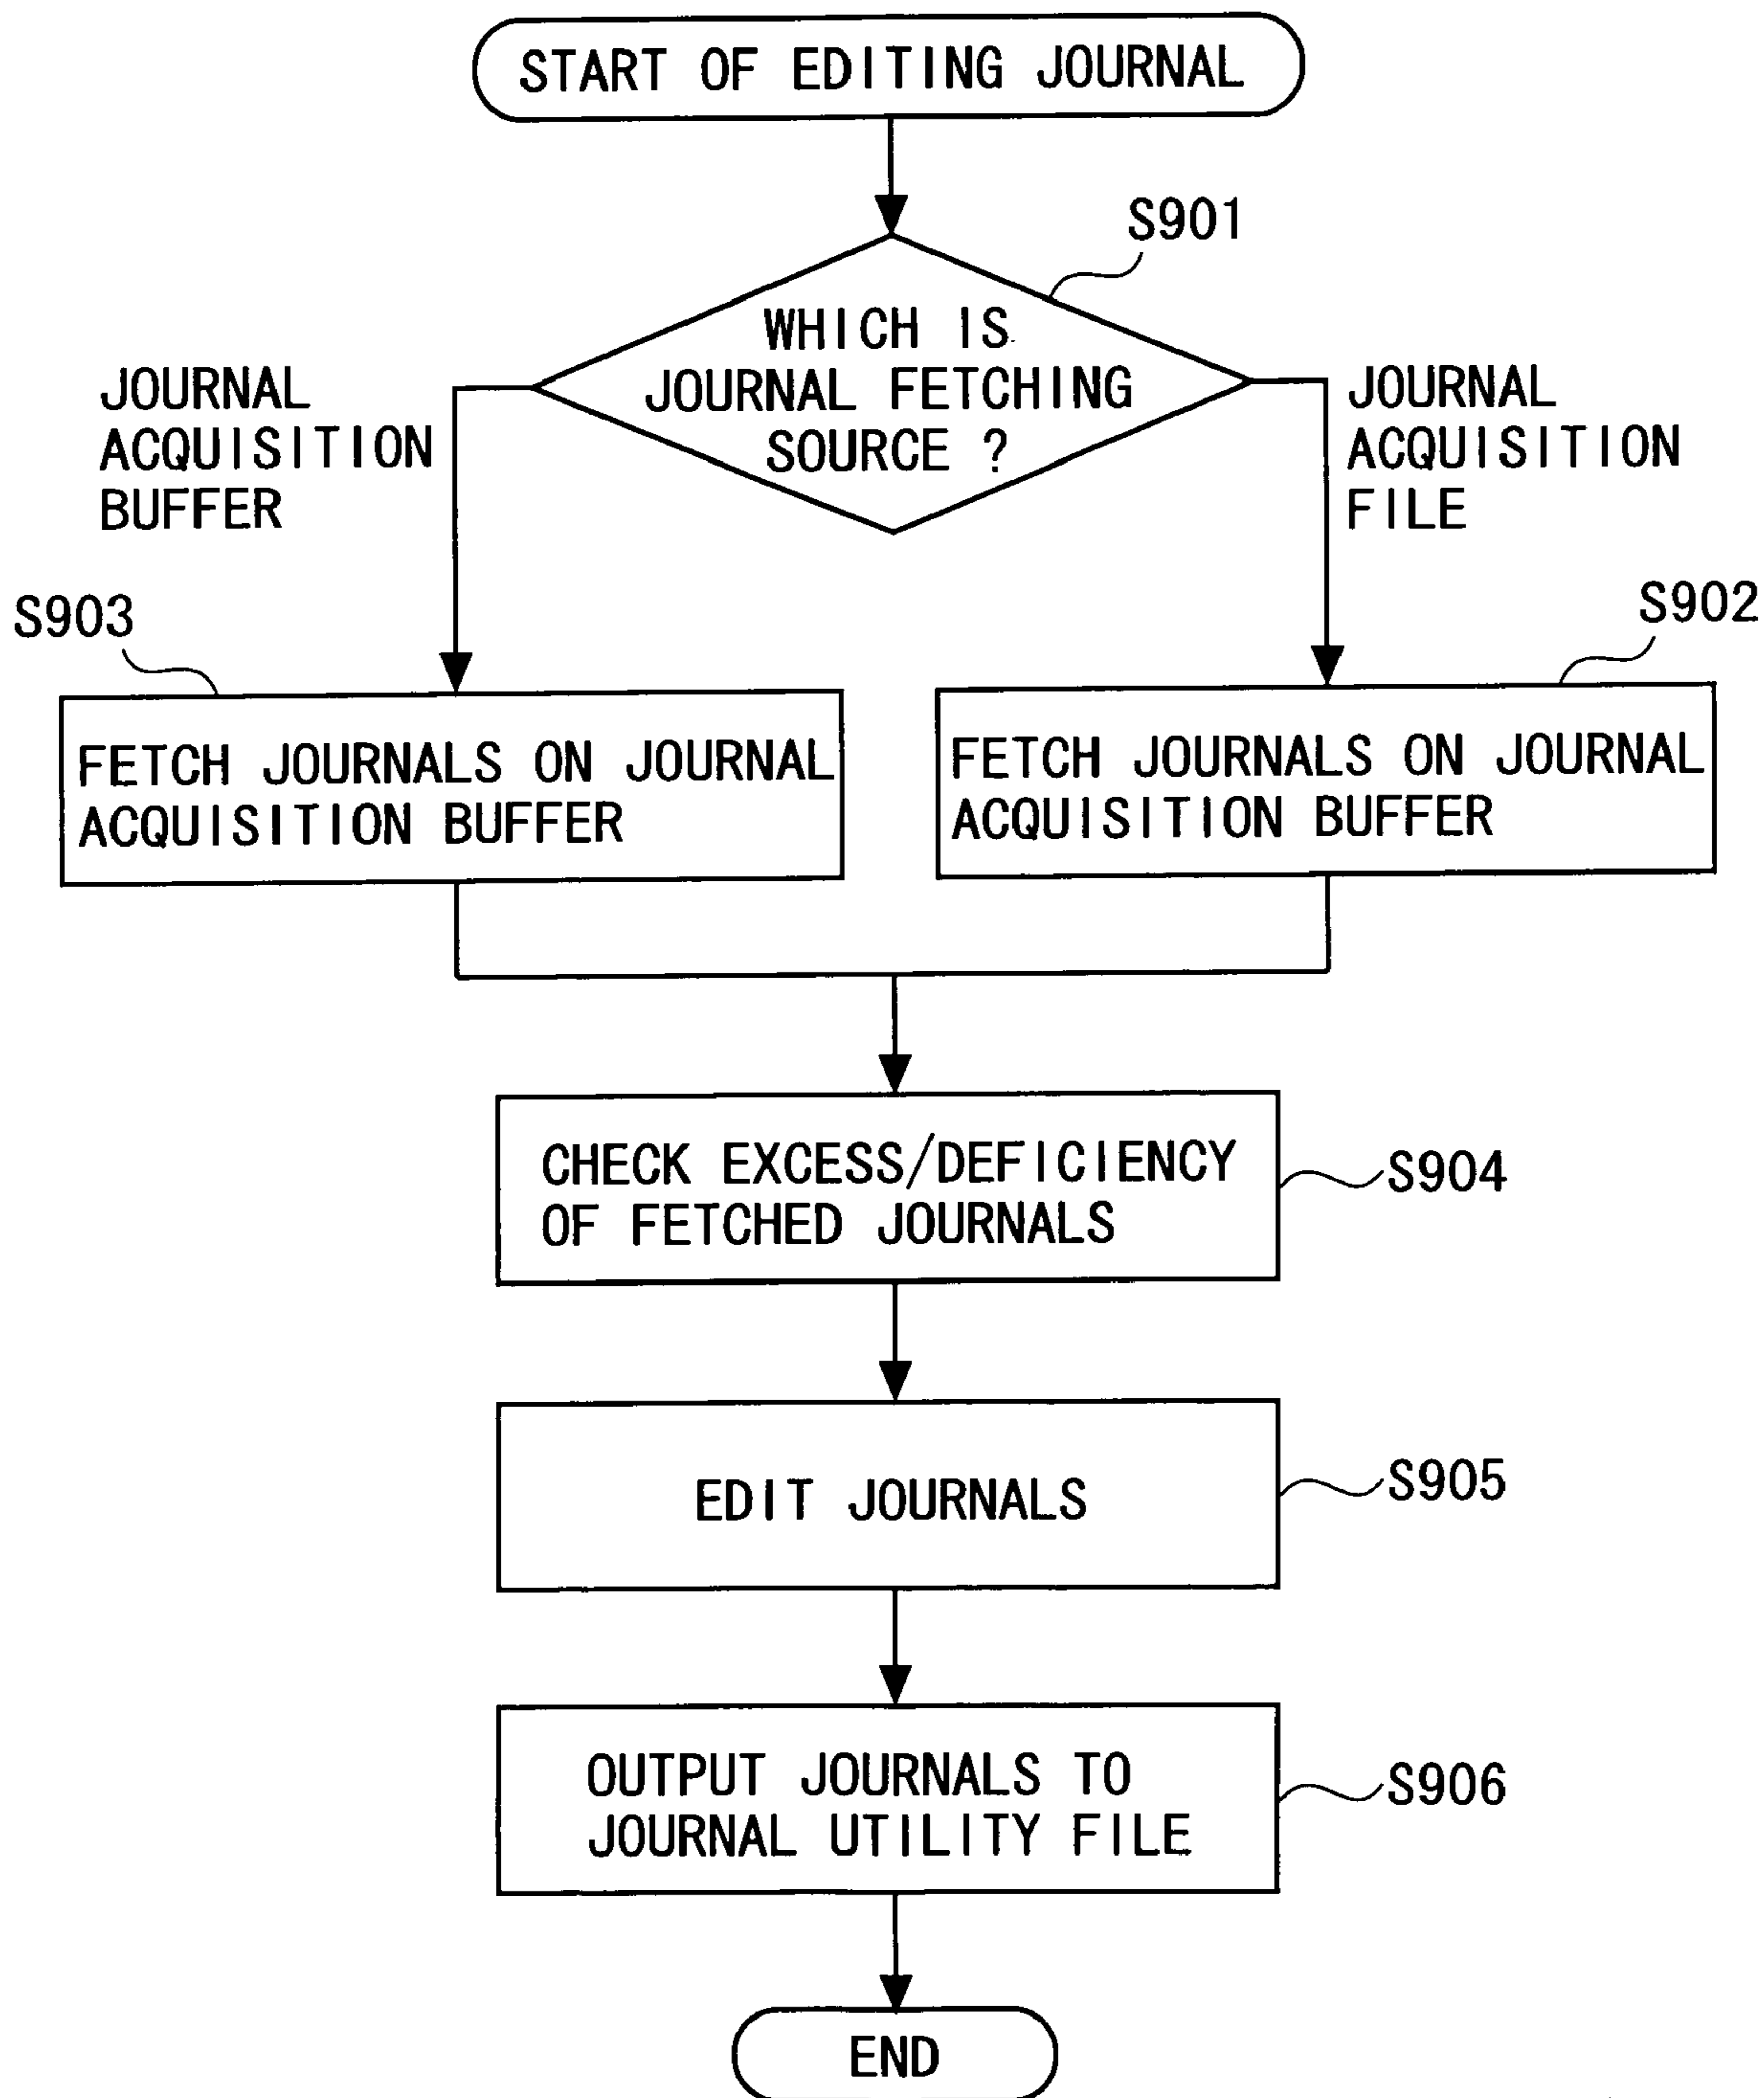 START OF EDITING JOURNAL
S901
WHICH IS
JOURNAL FETCHING
SOURCE ?
JOURNAL
ACQUISITION
BUFFER
JOURNAL
ACQUISITION
FILE
S903
S902
FETCH JOURNALS ON JOURNAL
ACQUISITION BUFFER
FETCH JOURNALS ON JOURNAL
ACQUISITION BUFFER
CHECK EXCESS/DEFICIENCY
OF FETCHED JOURNALS
S904
EDIT JOURNALS
S905
OUTPUT JOURNALS TO
JOURNAL UTILITY FILE
S906
END